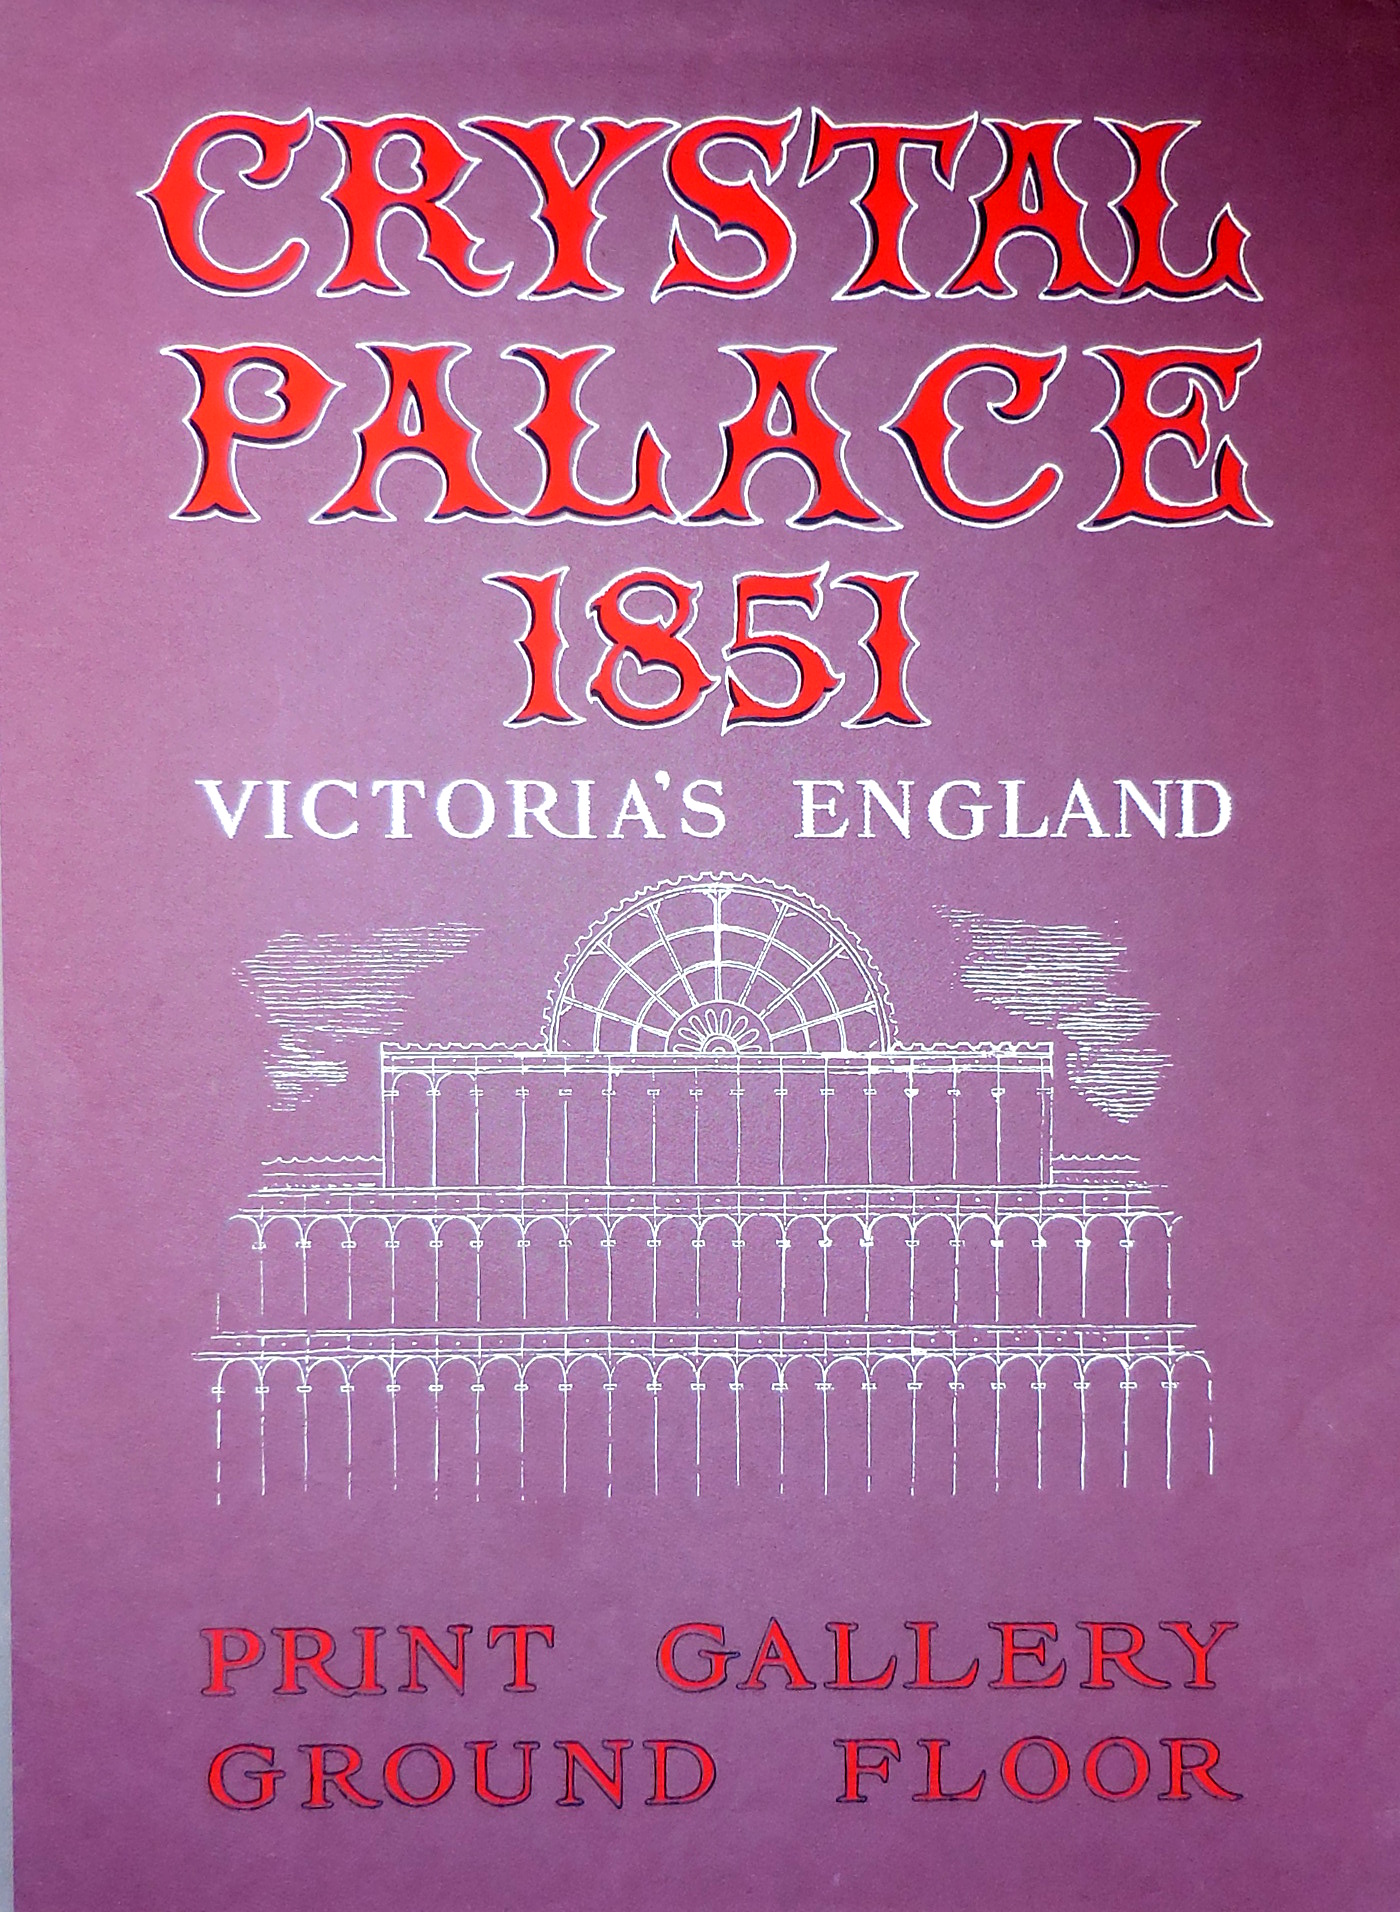 CRYSTAL
PALACE
1851
VICTORIA'S ENGLAND
PRINT GALLERY
GROUND FLOOR